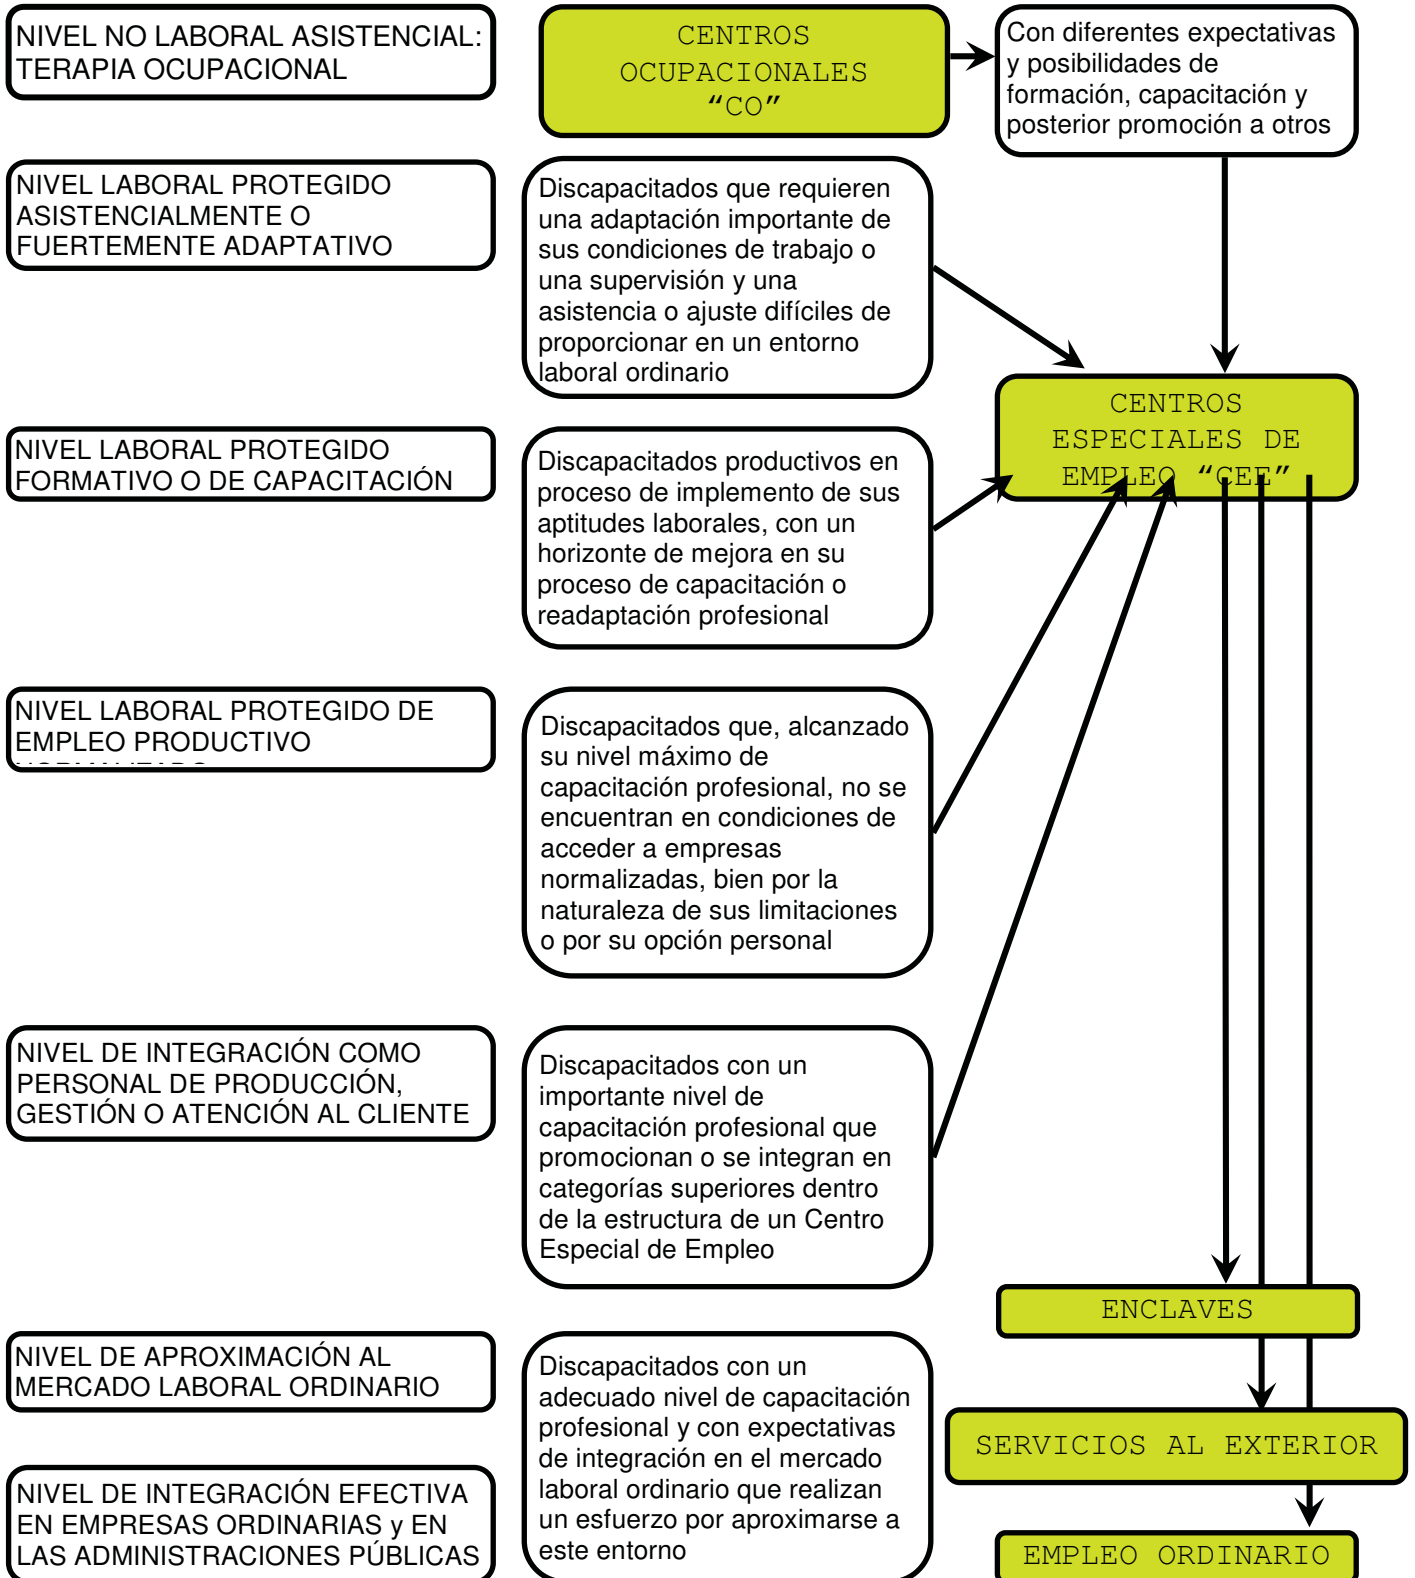 NIVEL NO LABORAL ASISTENCIAL:
TERAPIA OCUPACIONAL
CENTROS
OCUPACIONALES
“CO”
Con diferentes expectativas
y posibilidades de
formación, capacitación y
posterior promoción a otros
NIVEL LABORAL PROTEGIDO
ASISTENCIALMENTE O
FUERTEMENTE ADAPTATIVO
Discapacitados que requieren
una adaptación importante de
sus condiciones de trabajo o
una supervisión y una
asistencia o ajuste difíciles de
proporcionar en un entorno
laboral ordinario
CENTROS
ESPECIALES DE
EMPLEO “CEE”
NIVEL LABORAL PROTEGIDO
FORMATIVO O DE CAPACITACIÓN
Discapacitados productivos en
proceso de implemento de sus
aptitudes laborales, con un
horizonte de mejora en su
proceso de capacitación o
readaptación profesional
NIVEL LABORAL PROTEGIDO DE
EMPLEO PRODUCTIVO
Discapacitados que, alcanzado
su nivel máximo de
capacitación profesional, no se
encuentran en condiciones de
acceder a empresas
normalizadas, bien por la
naturaleza de sus limitaciones
o por su opción personal
NIVEL DE INTEGRACIÓN COMO
PERSONAL DE PRODUCCIÓN,
GESTIÓN O ATENCIÓN AL CLIENTE
Discapacitados con un
importante nivel de
capacitación profesional que
promocionan o se integran en
categorías superiores dentro
de la estructura de un Centro
Especial de Empleo
ENCLAVES
NIVEL DE APROXIMACIÓN AL
MERCADO LABORAL ORDINARIO
Discapacitados con un
adecuado nivel de capacitación
profesional y con expectativas
de integración en el mercado
laboral ordinario que realizan
un esfuerzo por aproximarse a
este entorno
SERVICIOS AL EXTERIOR
NIVEL DE INTEGRACIÓN EFECTIVA
EN EMPRESAS ORDINARIAS y EN
LAS ADMINISTRACIONES PÚBLICAS
EMPLEO ORDINARIO